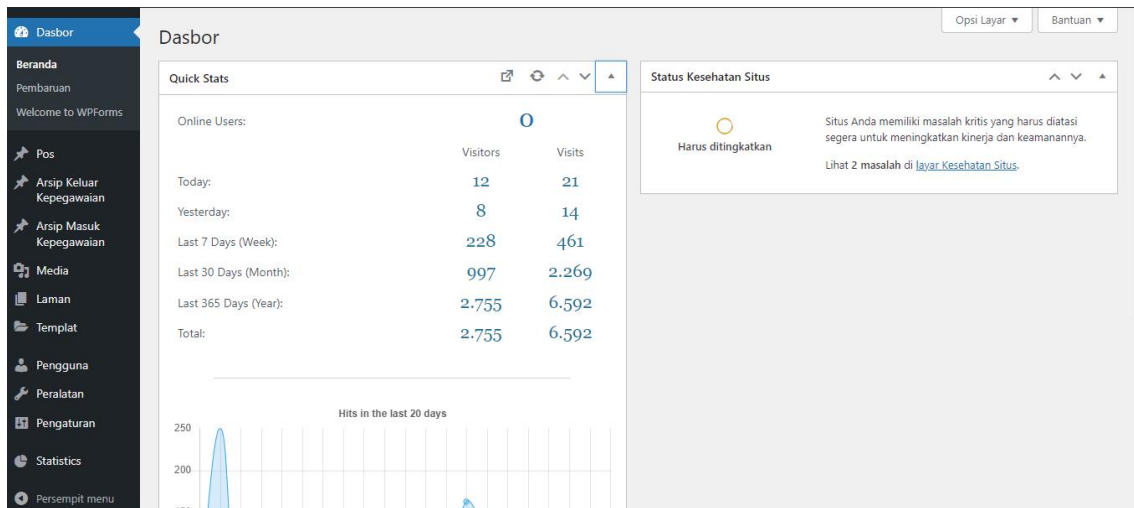 Opsi Layar ▼
Bantuan ▼
Dasbor
Beranda
Pembaruan
Welcome to WPForms
Pos
Arsip Keluar
Kepegawaian
Arsip Masuk
Kepegawaian
Media
Laman
Templat
Pengguna
Peralatan
Pengaturan
Statistics
Persempit menu
Dasbor
Quick Stats
Online Users: 0
Visitors Visits
Today: 12 21
Yesterday: 8 14
Last 7 Days (Week): 228 461
Last 30 Days (Month): 997 2.269
Last 365 Days (Year): 2.755 6.592
Total: 2.755 6.592
Hits in the last 20 days
250
200
Status Kesehatan Situs
Harus ditingkatkan
Situs Anda memiliki masalah kritis yang harus diatasi
segera untuk meningkatkan kinerja dan keamanannya.
Lihat 2 masalah di layar Kesehatan Situs.